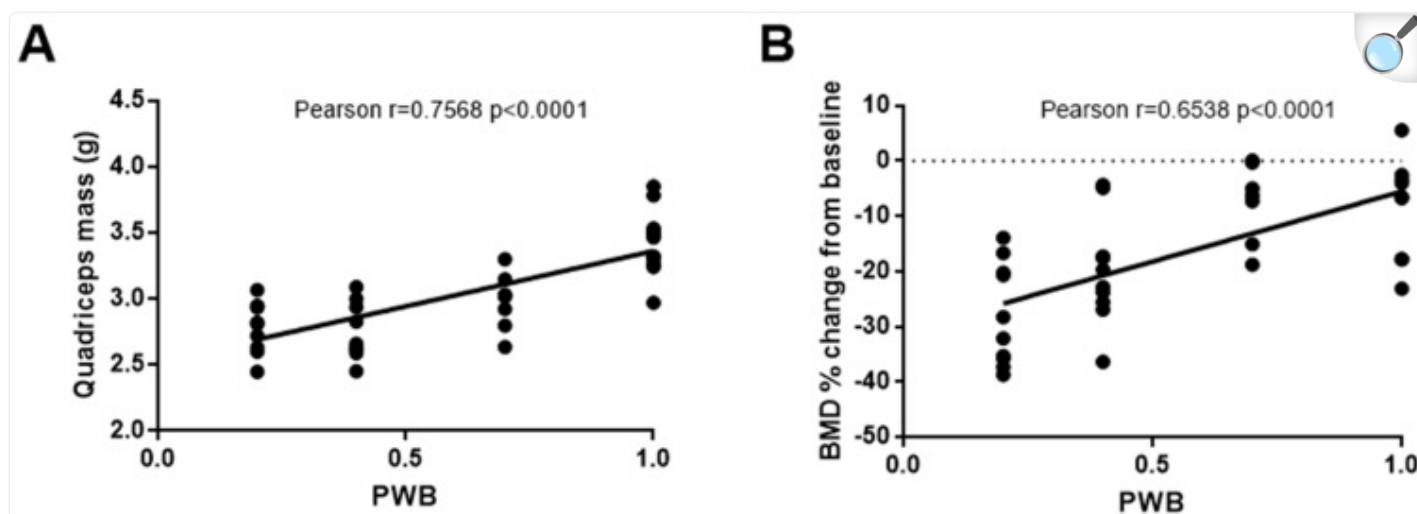 A
Pearson r=0.7568 p<0.0001
Quadriceps mass (g)
4.5
4.0
3.5
3.0
2.5
2.0
0.0
0.5
1.0
PWB
B
Pearson r=0.6538 p<0.0001
BMD % change from baseline
10
0
-10
-20
-30
-40
-50
0.0
0.5
1.0
PWB